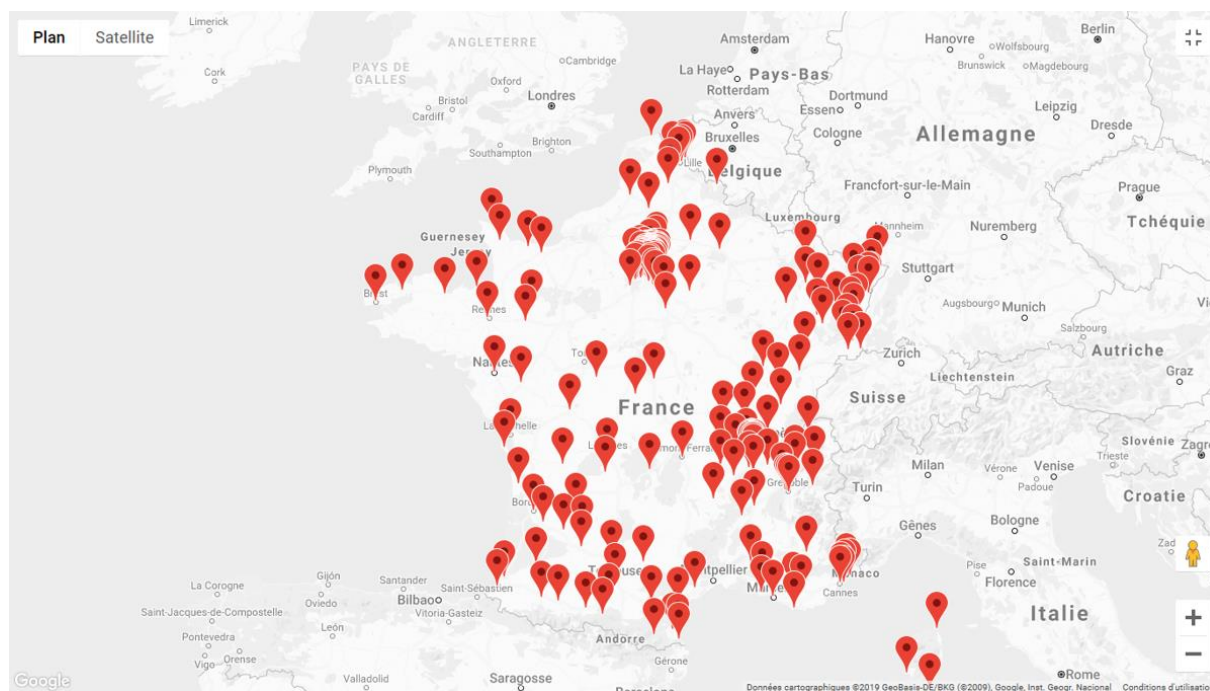 Plan Satellite
Limerick
Cork
ANGLETERRE
PAYS DE
GALLES
Cambridge
Oxford
Londres
Bristol
Cardiff
Southampton
Brighton
Plymouth
Amsterdam
La Haye
Pays-Bas
Rotterdam
Anvers
Bruxelles
Lille
Belgique
Hanovre
Wolfsburg
Brunswick
Magdebourg
Berlin
Dortmund
Essen
Cologne
Leipzig
Dresde
Allemagne
Francfort-sur-le-Main
Prague
Tchéquie
Luxembourg
Nuremberg
Stuttgart
Augsbourg
Munich
Salzbourg
Autriche
Graz
Guernesey
Brest
France
Zurich
Liechtenstein
Suisse
Slovénie
Trieste
Croatie
Milan
Vérone
Venise
Padoue
Turin
Gênes
Bologne
Saint-Marin
Pise
Florence
Monaco
Cannes
Italie
Rome
La Corogne
Saint-Jacques-de-Compostelle
Pontevedra
Vigo
Orense
Gijón
Oviedo
León
Santander
Bilbao
Saint-Sébastien
Vitoria-Gasteiz
Valladolid
Saragosse
Andorre
Gérone
Google
Données cartographiques ©2019 GeoBasis-DE/BKG (©2009), Google, Inst. Geogr. Nacional